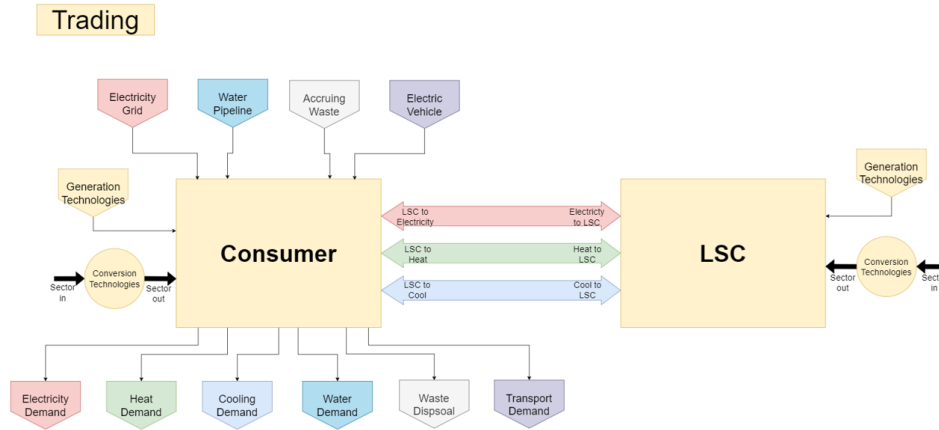 Trading
Electricity
Grid
Water
Pipeline
Accruing
Waste
Electric
Vehicle
Generation
Technologies
Generation
Technologies
Consumer
LSC
LSC to
Electricity
Electricty
to LSC
LSC to
Heat
Heat to
LSC
LSC to
Cool
Cool to
LSC
Sector
in
Conversion
Technologies
Sector
out
Sector
out
Conversion
Technologies
Sector
in
Electricity
Demand
Heat
Demand
Cooling
Demand
Water
Demand
Waste
Dispsoal
Transport
Demand